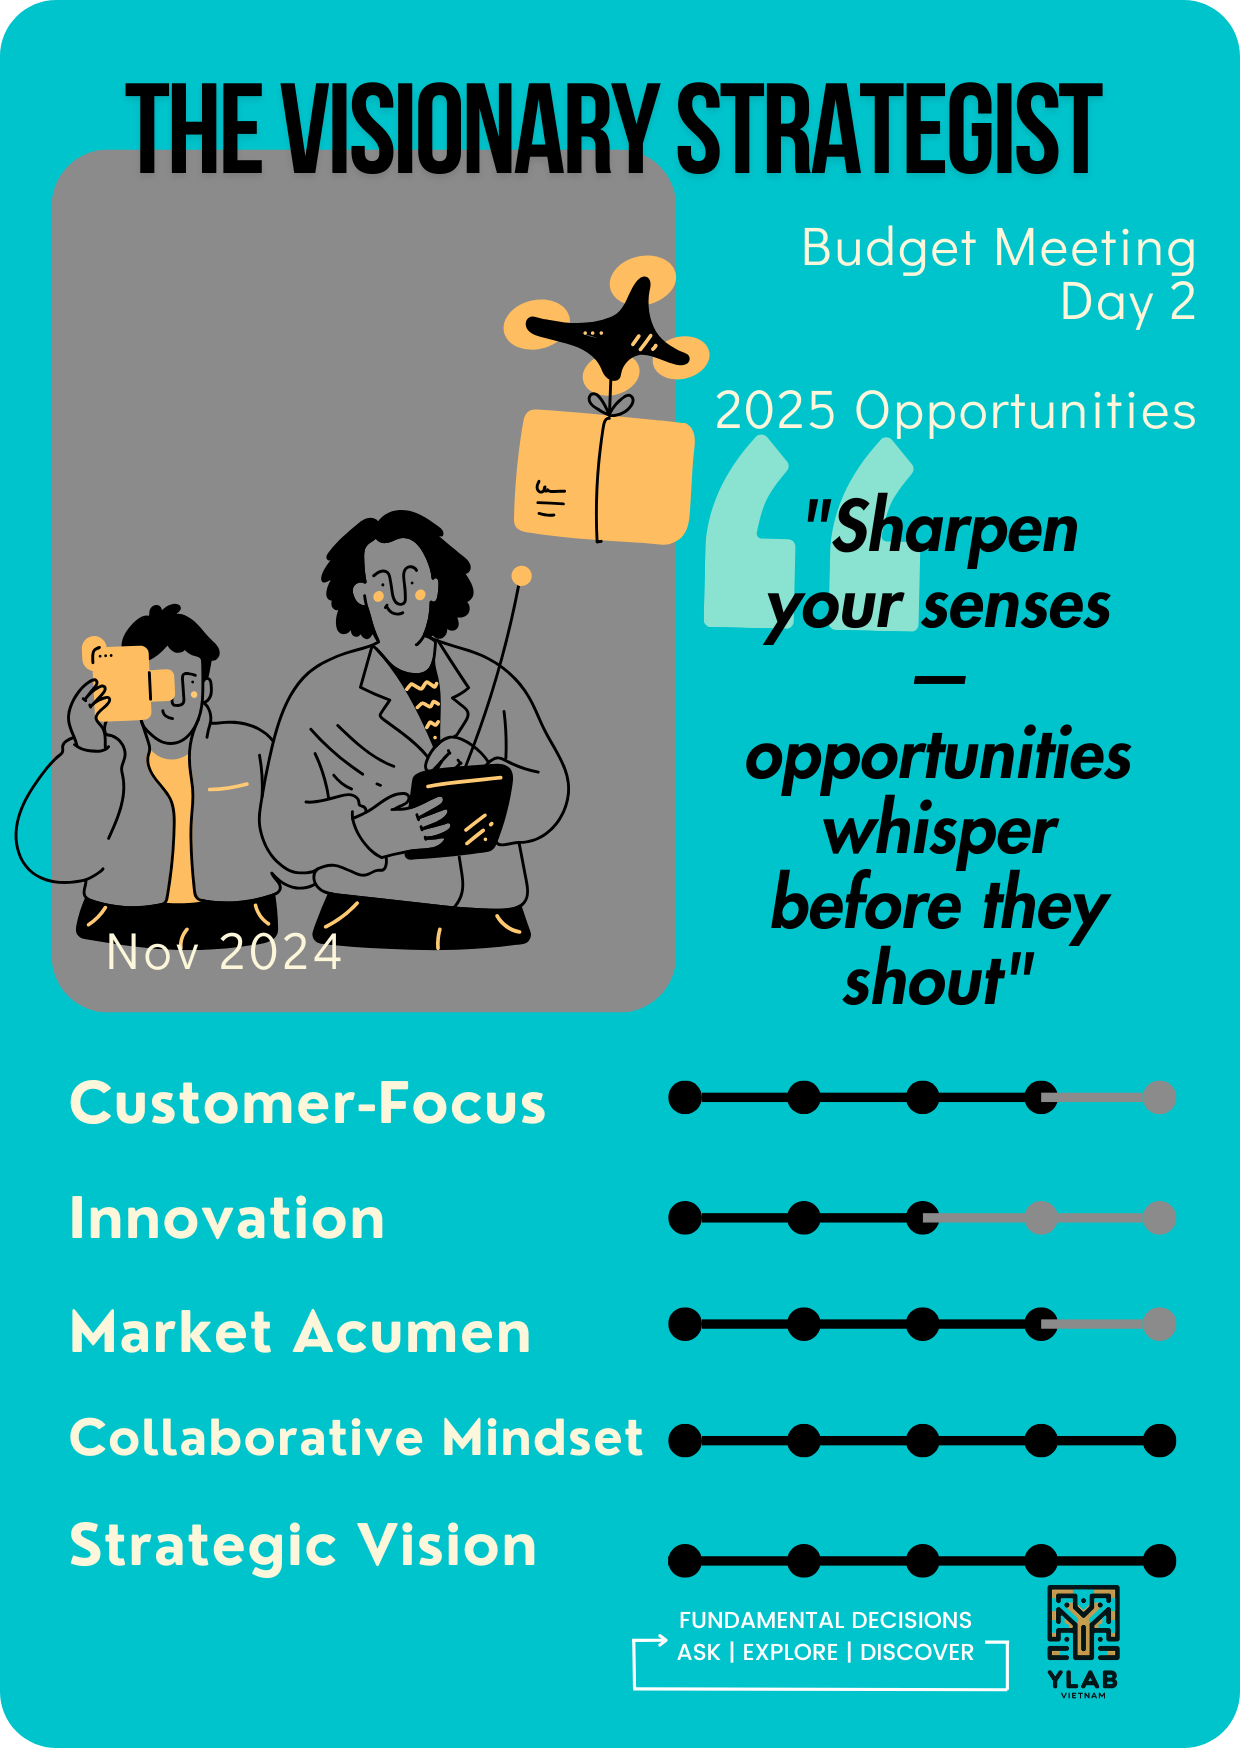 THE VISIONARY STRATEGIST
Budget Meeting
Day 2
2025 Opportunities
"Sharpen
your senses
—
opportunities
whisper
before they
shout"
Nov 2024
Customer-Focus
Innovation
Market Acumen
Collaborative Mindset
Strategic Vision
FUNDAMENTAL DECISIONS
ASK | EXPLORE | DISCOVER
YLAB
VIETNAM